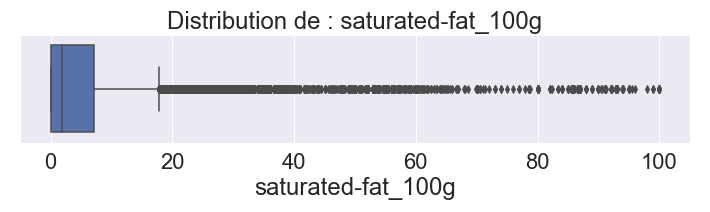 Distribution de : saturated-fat_100g
0 20 40 60 80 100
saturated-fat_100g